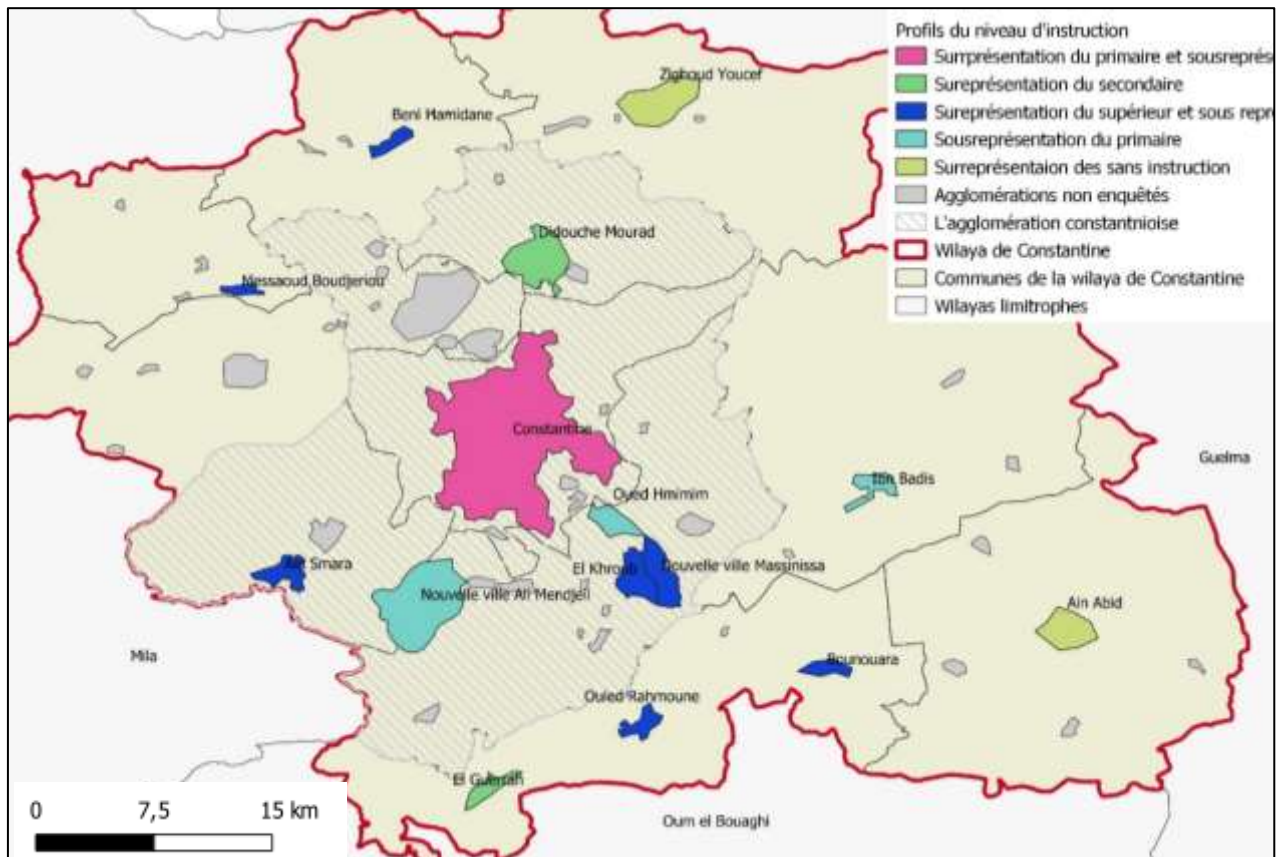 Profils du niveau d'instruction
Surrprésentation du primaire et sousreprése
Sureprésentation du secondaire
Sureprésentation du supérieur et sous repr
Sousreprésentation du primaire
Surreprésentaion des sans instruction
Agglomérations non enquêtés
L'agglomération constantnioise
Wilaya de Constantine
Communes de la wilaya de Constantine
Wilayas limitrophes
Zighoud Youcef
Beni Hamidane
Didouche Mourad
Messaoud Boudjeriou
Constantine
Guelma
Ibn Badis
Oued Hmimim
Ain Smara
El Khroub
Nouvelle ville Massinissa
Nouvelle ville Ali Mendjeli
Ain Abid
Mila
Bounouara
Ouled Rahmoune
El Guerrah
Oum el Bouaghi
0 7,5 15 km